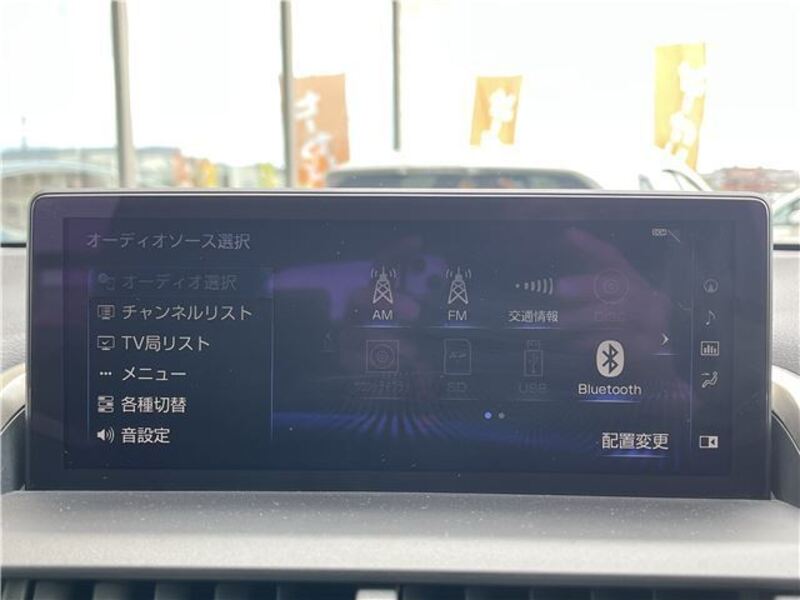 オーディオソース選択
オーディオ選択
チャンネルリスト
TV局リスト
メニュー
各種切替
音設定
AM
FM
交通情報
DISC
SD
USB
Bluetooth
配置変更